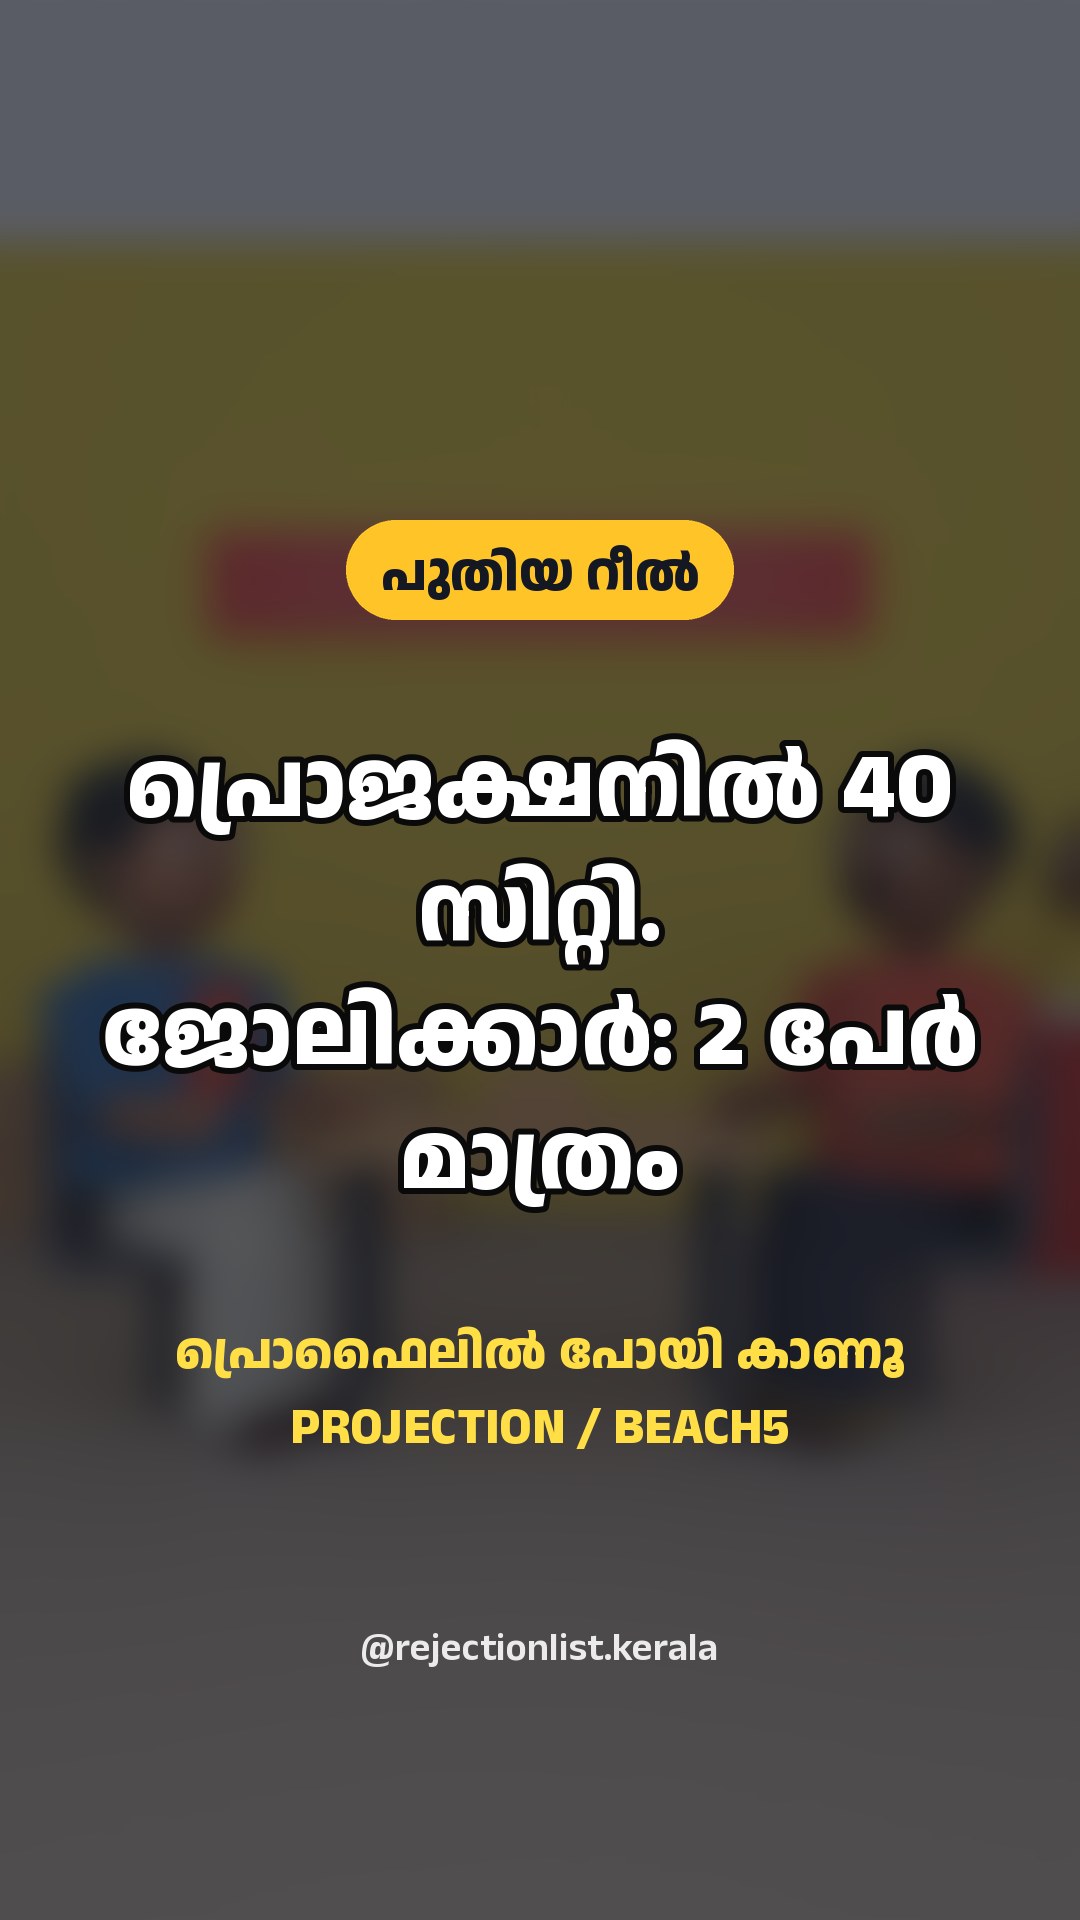 പുതിയ റീൽ
പ്രൊജക്ഷനിൽ 40
സിറ്റി.
ജോലിക്കാർ: 2 പേർ
മാത്രം
പ്രൊഫൈലിൽ പോയി കാണൂ
PROJECTION / BEACH5
@rejectionlist.kerala